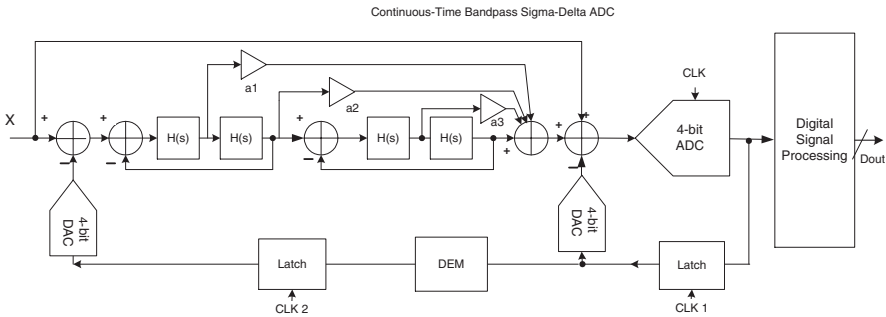 Continuous-Time Bandpass Sigma-Delta ADC
a1
CLK
a2
X
+
+
a3
+
+
H(s)
H(s)
H(s)
H(s)
+
+
4-bit
ADC
Digital
Signal
Processing
Dout
4-bit
DAC
4-bit
DAC
Latch
DEM
Latch
CLK 2
CLK 1